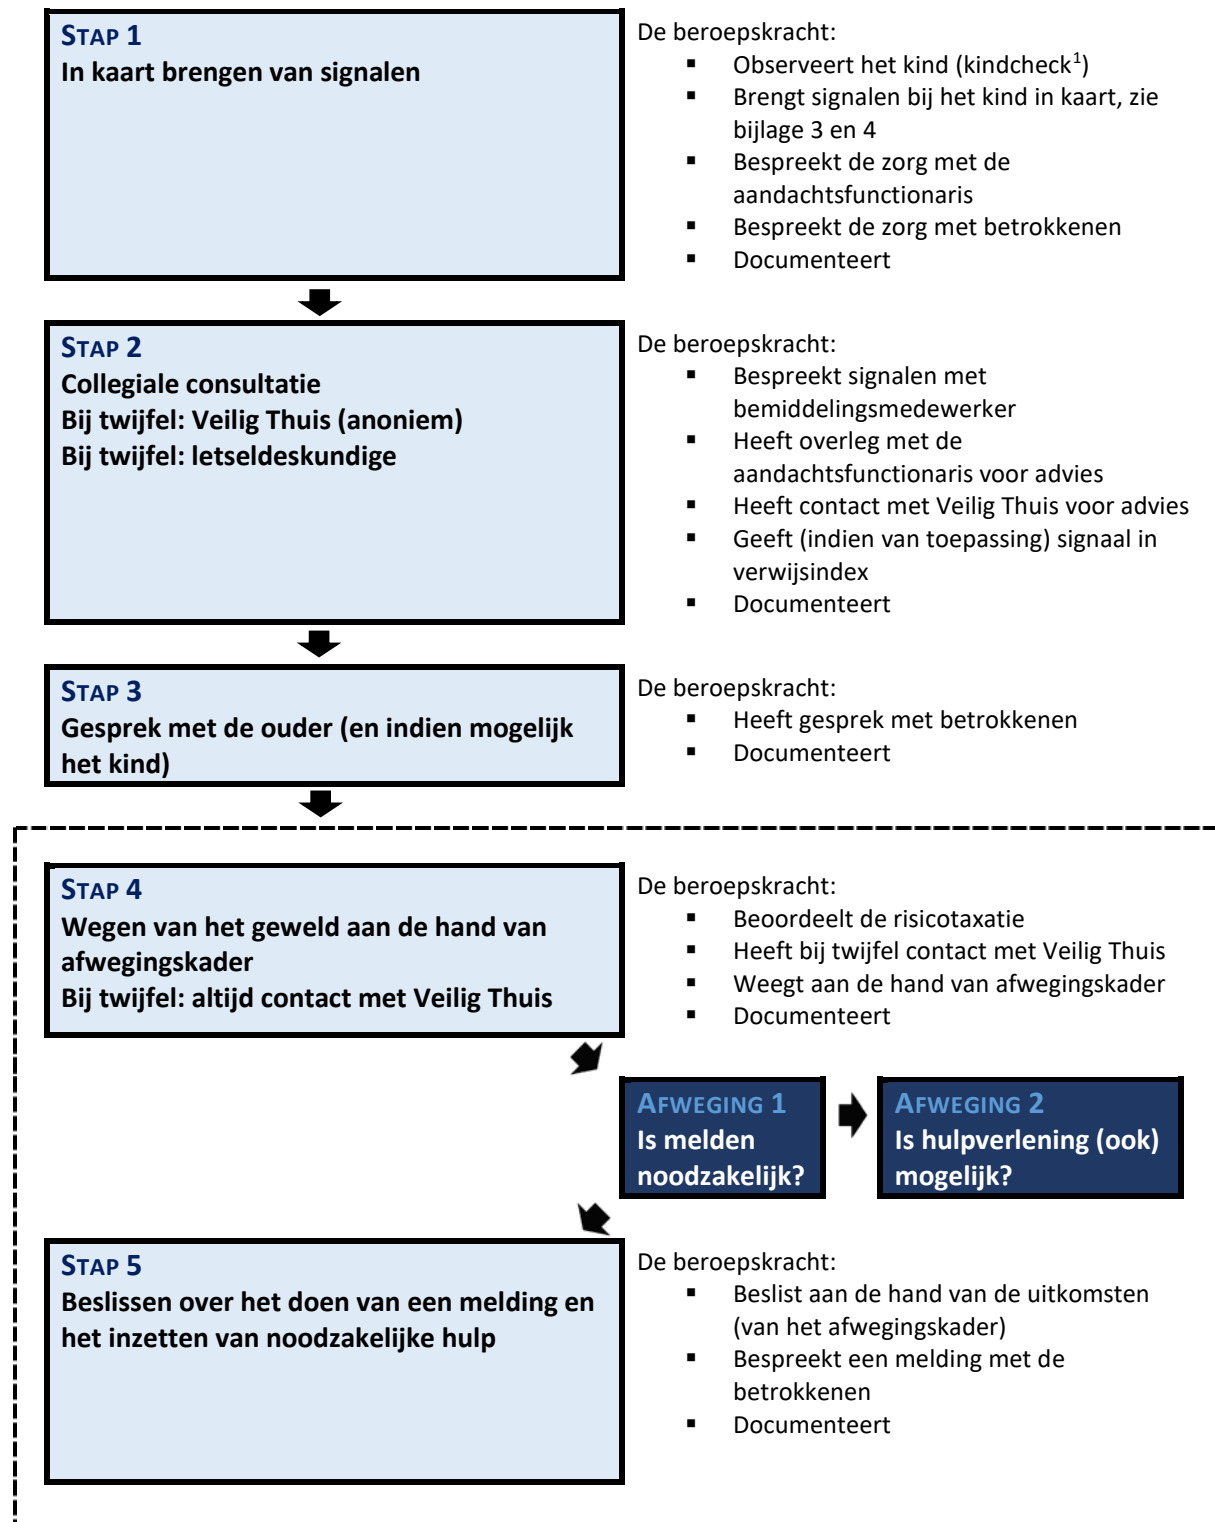 STAP 1
In kaart brengen van signalen
De beroepskracht:
▪ Observeert het kind (kindcheck¹)
▪ Brengt signalen bij het kind in kaart, zie
bijlage 3 en 4
▪ Bespreekt de zorg met de
aandachtsfunctionaris
▪ Bespreekt de zorg met betrokkenen
▪ Documenteert
STAP 2
Collegiale consultatie
Bij twijfel: Veilig Thuis (anoniem)
Bij twijfel: letseldeskundige
De beroepskracht:
▪ Bespreekt signalen met
bemiddelingsmedewerker
▪ Heeft overleg met de
aandachtsfunctionaris voor advies
▪ Heeft contact met Veilig Thuis voor advies
▪ Geeft (indien van toepassing) signaal in
verwijsindex
▪ Documenteert
STAP 3
Gesprek met de ouder (en indien mogelijk
het kind)
De beroepskracht:
▪ Heeft gesprek met betrokkenen
▪ Documenteert
STAP 4
Wegen van het geweld aan de hand van
afwegingskader
Bij twijfel: altijd contact met Veilig Thuis
De beroepskracht:
▪ Beoordeelt de risicotaxatie
▪ Heeft bij twijfel contact met Veilig Thuis
▪ Weegt aan de hand van afwegingskader
▪ Documenteert
AFWEGING 1
Is melden
noodzakelijk?
AFWEGING 2
Is hulpverlening (ook)
mogelijk?
STAP 5
Beslissen over het doen van een melding en
het inzetten van noodzakelijke hulp
De beroepskracht:
▪ Beslist aan de hand van de uitkomsten
(van het afwegingskader)
▪ Bespreekt een melding met de
betrokkenen
▪ Documenteert